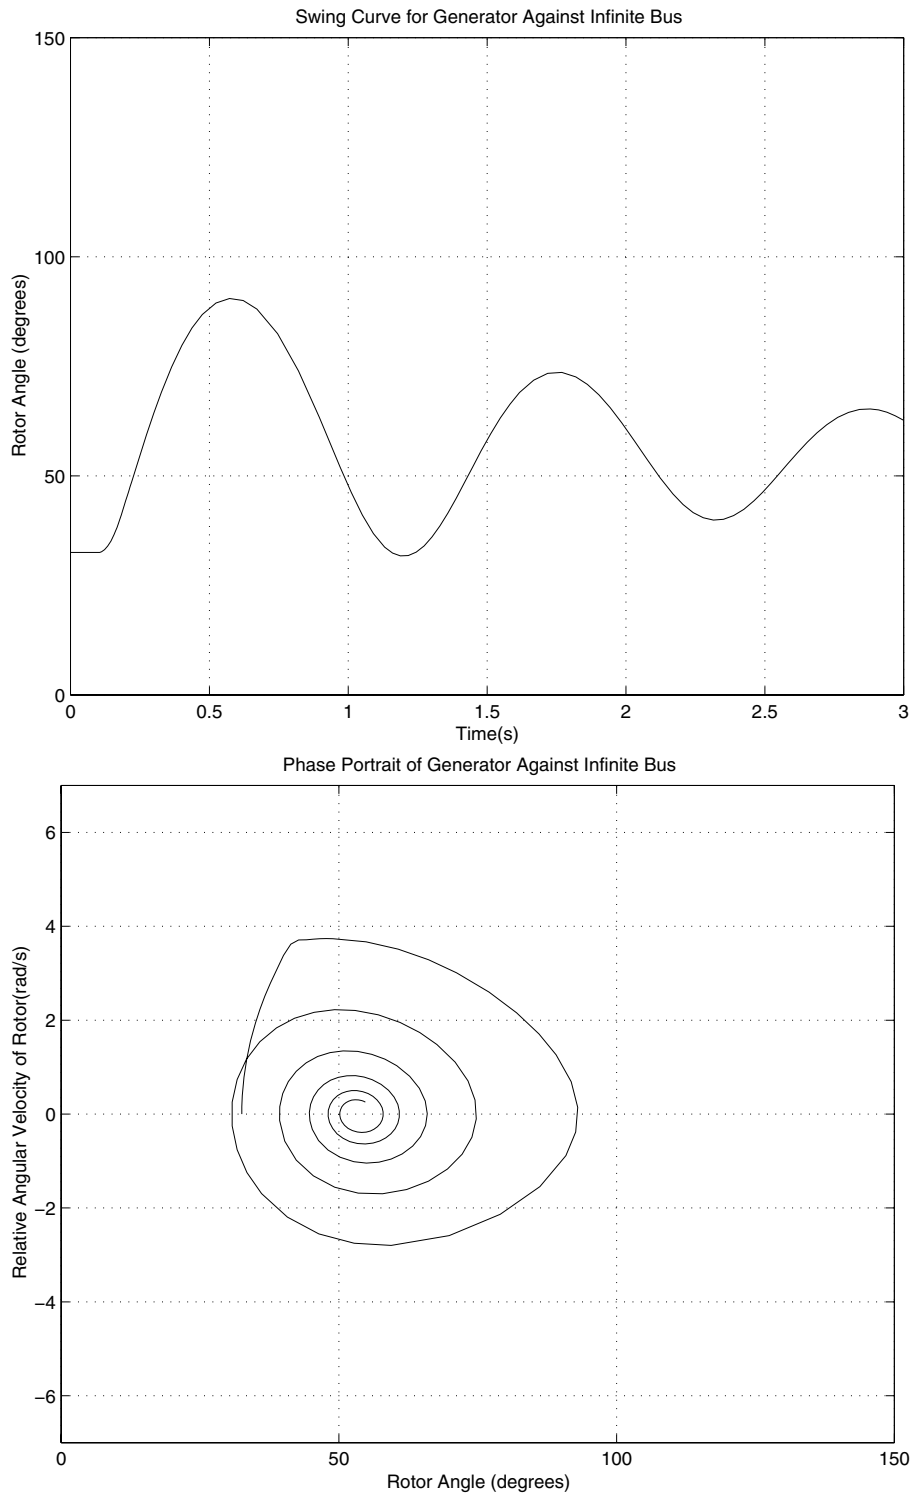 Swing Curve for Generator Against Infinite Bus
150
100
50
0
Rotor Angle (degrees)
0 0.5 1 1.5 2 2.5 3
Time(s)
Phase Portrait of Generator Against Infinite Bus
6
4
2
0
−2
−4
−6
Relative Angular Velocity of Rotor(rad/s)
0 50 100 150
Rotor Angle (degrees)